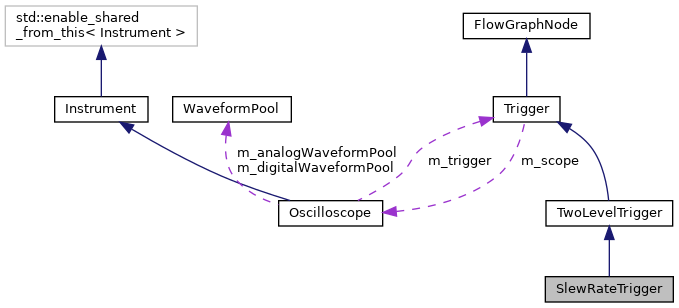 std::enable_shared
_from_this< Instrument >
FlowGraphNode
Instrument
WaveformPool
Trigger
m_analogWaveformPool
m_digitalWaveformPool
m_trigger
m_scope
Oscilloscope
TwoLevelTrigger
SlewRateTrigger